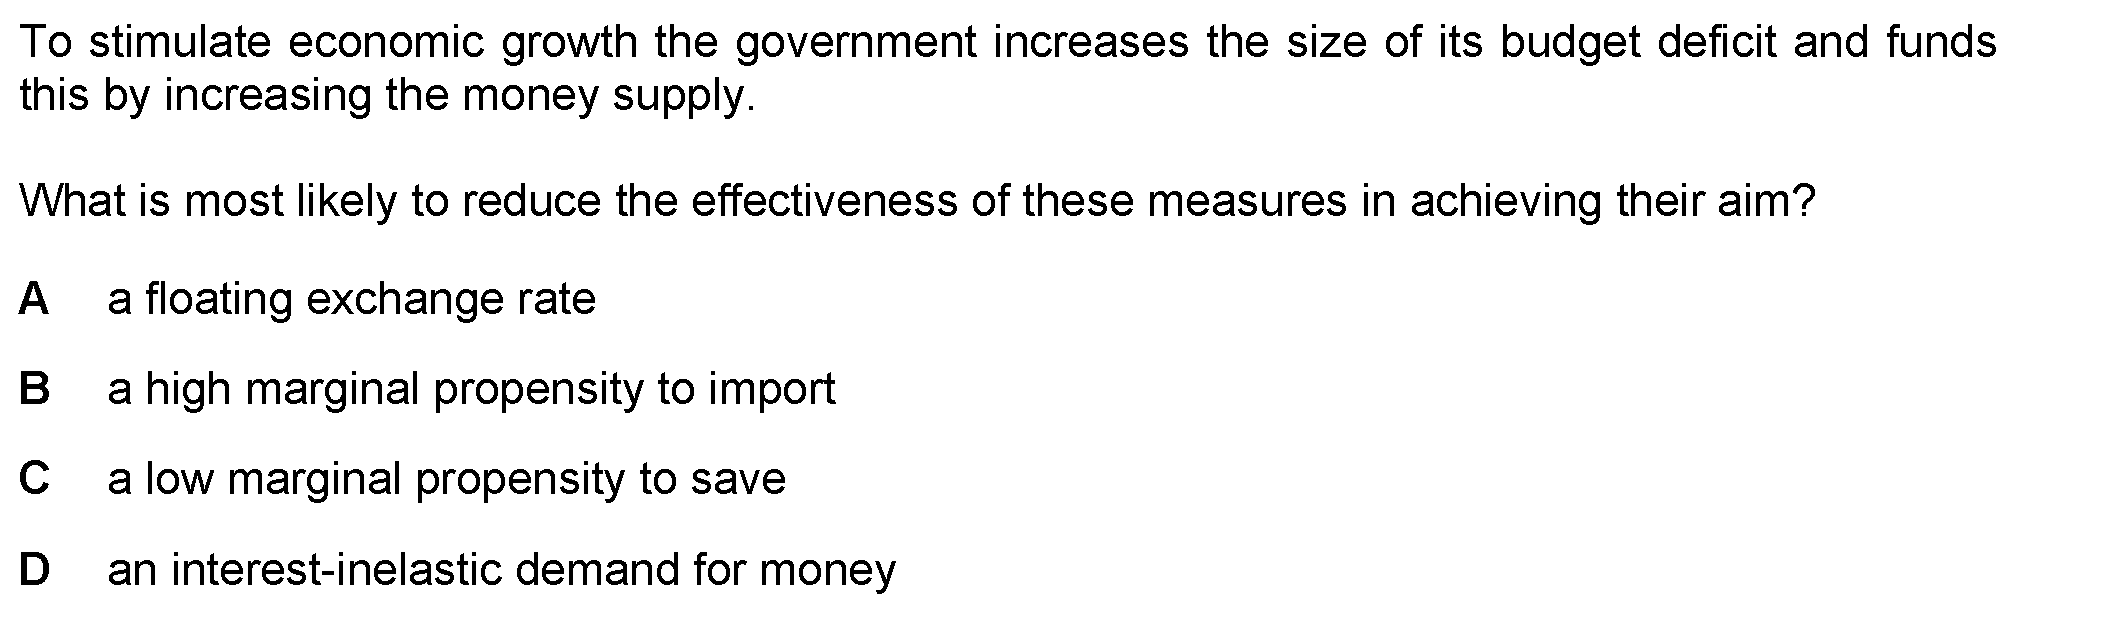 To stimulate economic growth the government increases the size of its budget deficit and funds
this by increasing the money supply.
What is most likely to reduce the effectiveness of these measures in achieving their aim?
A a floating exchange rate
B a high marginal propensity to import
C a low marginal propensity to save
D an interest-inelastic demand for money